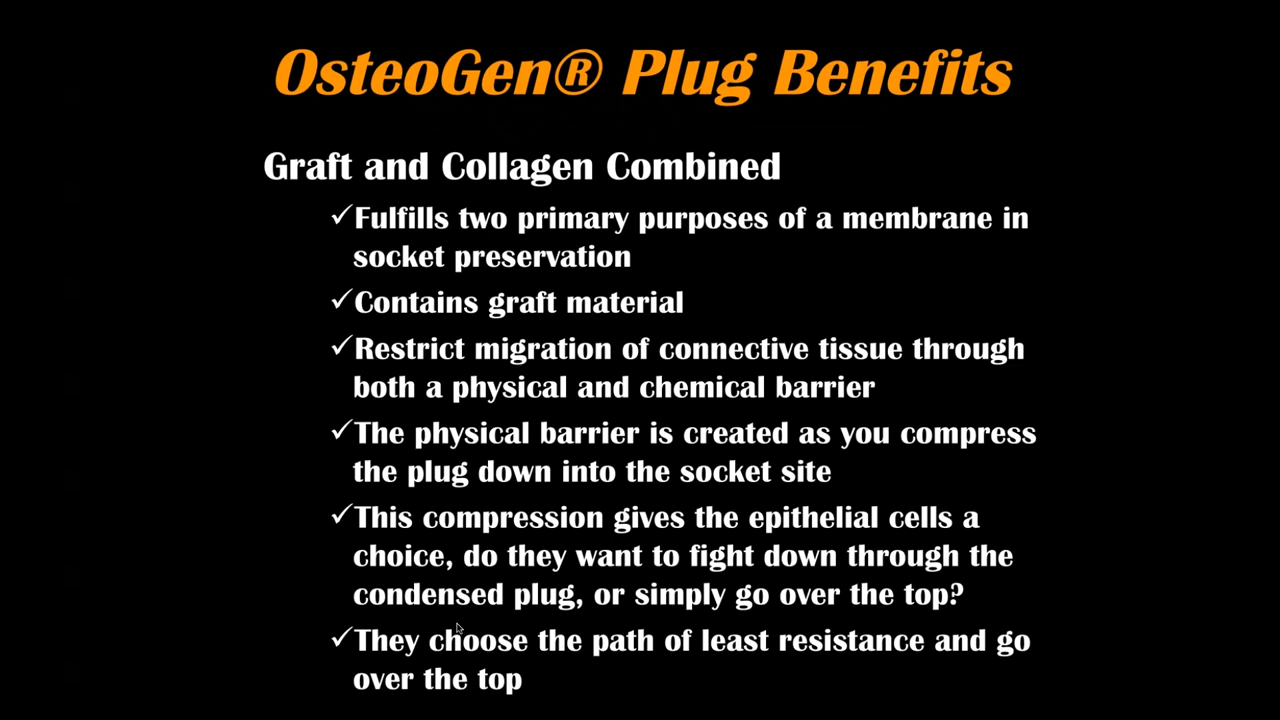 OsteoGen® Plug Benefits
Graft and Collagen Combined
✓Fulfills two primary purposes of a membrane in
socket preservation
✓Contains graft material
✓Restrict migration of connective tissue through
both a physical and chemical barrier
✓The physical barrier is created as you compress
the plug down into the socket site
✓This compression gives the epithelial cells a
choice, do they want to fight down through the
condensed plug, or simply go over the top?
✓They choose the path of least resistance and go
over the top